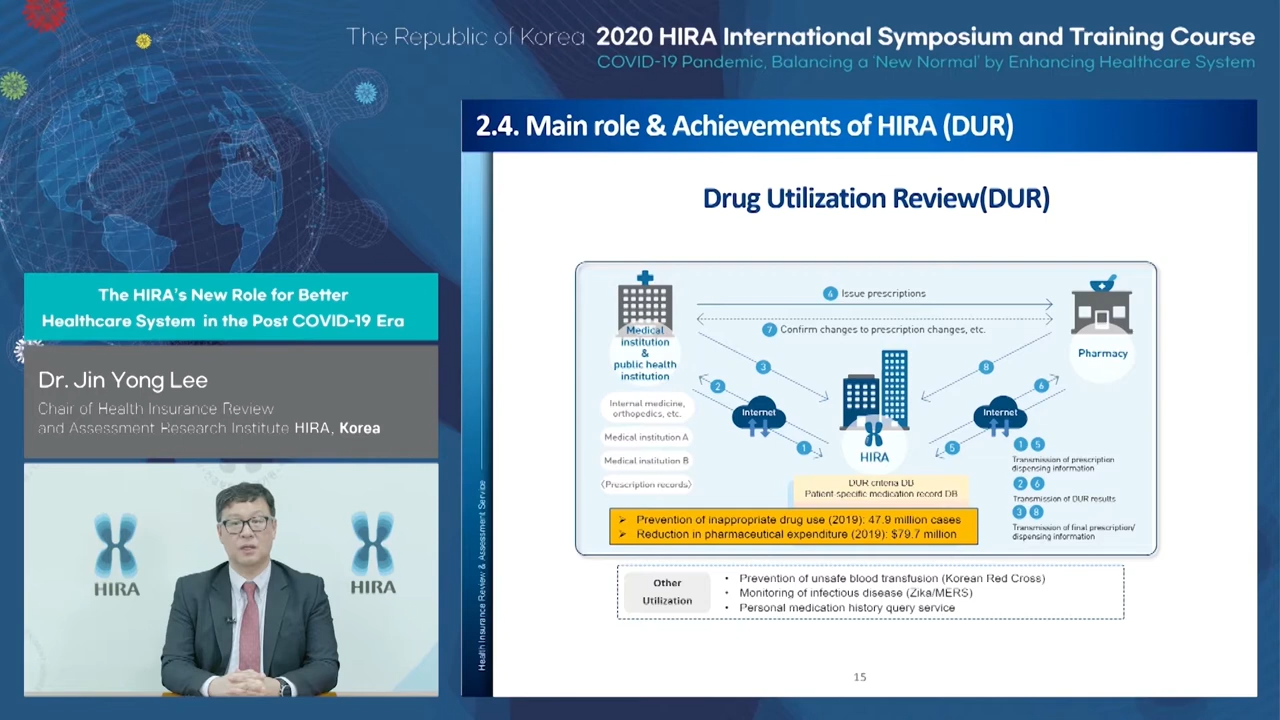 The Republic of Korea 2020 HIRA International Symposium and Training Course
COVID-19 Pandemic, Balancing a 'New Normal' by Enhancing Healthcare System
The HIRA's New Role for Better
Healthcare System in the Post COVID-19 Era
Dr. Jin Yong Lee
Chair of Health Insurance Review
and Assessment Research Institute HIRA, Korea
HIRA
HIRA
2.4. Main role & Achievements of HIRA (DUR)
Health Insurance Review & Assessment Service
Drug Utilization Review(DUR)
4 Issue prescriptions
7 Confirm changes to prescription changes, etc.
Medical
institution
&
public health
institution
Internal medicine,
orthopedics, etc.
Medical institution A
Medical institution B
(Prescription records)
3
2
Internet
1
HIRA
DUR criteria DB
Patient-specific medication record DB
8
6
Internet
5
Pharmacy
1 5
Transmission of prescription
dispensing information
2 6
Transmission of DUR results
3 8
Transmission of final prescription/
dispensing information
➢ Prevention of inappropriate drug use (2019): 47.9 million cases
➢ Reduction in pharmaceutical expenditure (2019): $79.7 million
Other
Utilization
• Prevention of unsafe blood transfusion (Korean Red Cross)
• Monitoring of infectious disease (Zika/MERS)
• Personal medication history query service
15